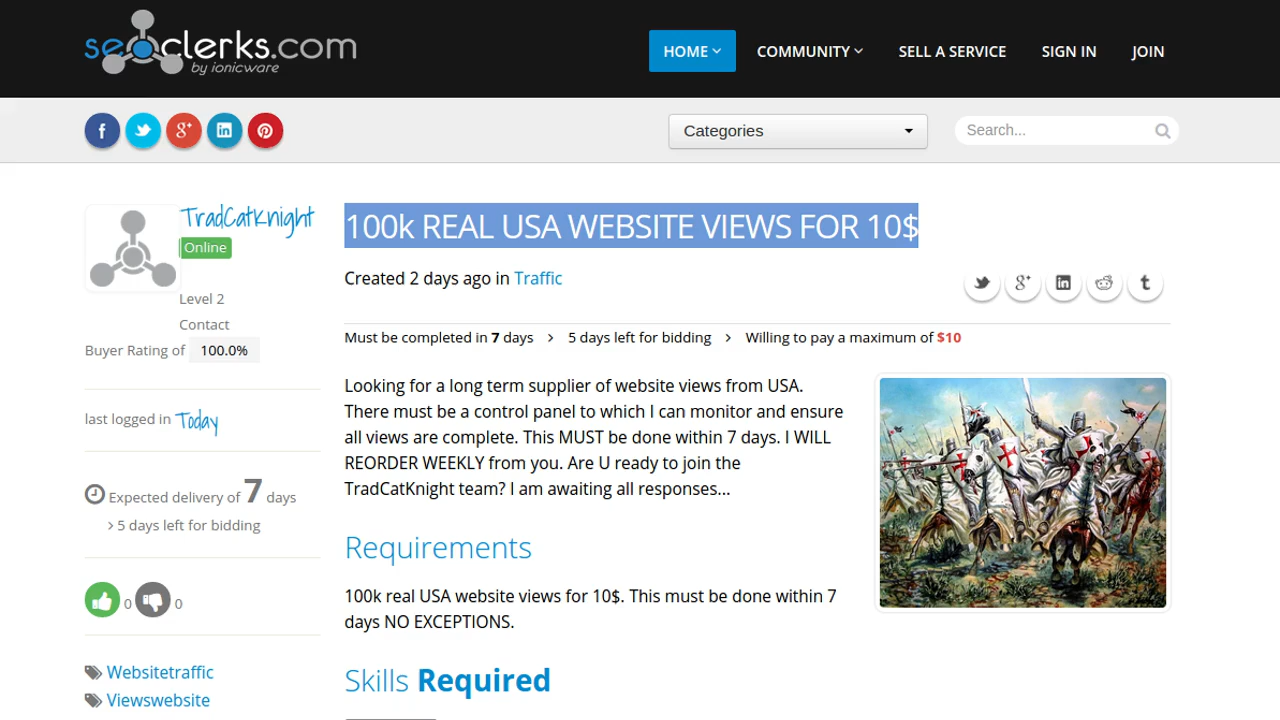 seoclerks.com
by ionicware
HOME
COMMUNITY
SELL A SERVICE
SIGN IN
JOIN
Categories
Search...
TradCatKnight
Online
Level 2
Contact
Buyer Rating of 100.0%
last logged in Today
Expected delivery of 7 days
5 days left for bidding
0
0
Websitetraffic
Viewswebsite
100k REAL USA WEBSITE VIEWS FOR 10$
Created 2 days ago in Traffic
Must be completed in 7 days > 5 days left for bidding > Willing to pay a maximum of $10
Looking for a long term supplier of website views from USA.
There must be a control panel to which I can monitor and ensure
all views are complete. This MUST be done within 7 days. I WILL
REORDER WEEKLY from you. Are U ready to join the
TradCatKnight team? I am awaiting all responses...
Requirements
100k real USA website views for 10$. This must be done within 7
days NO EXCEPTIONS.
Skills Required